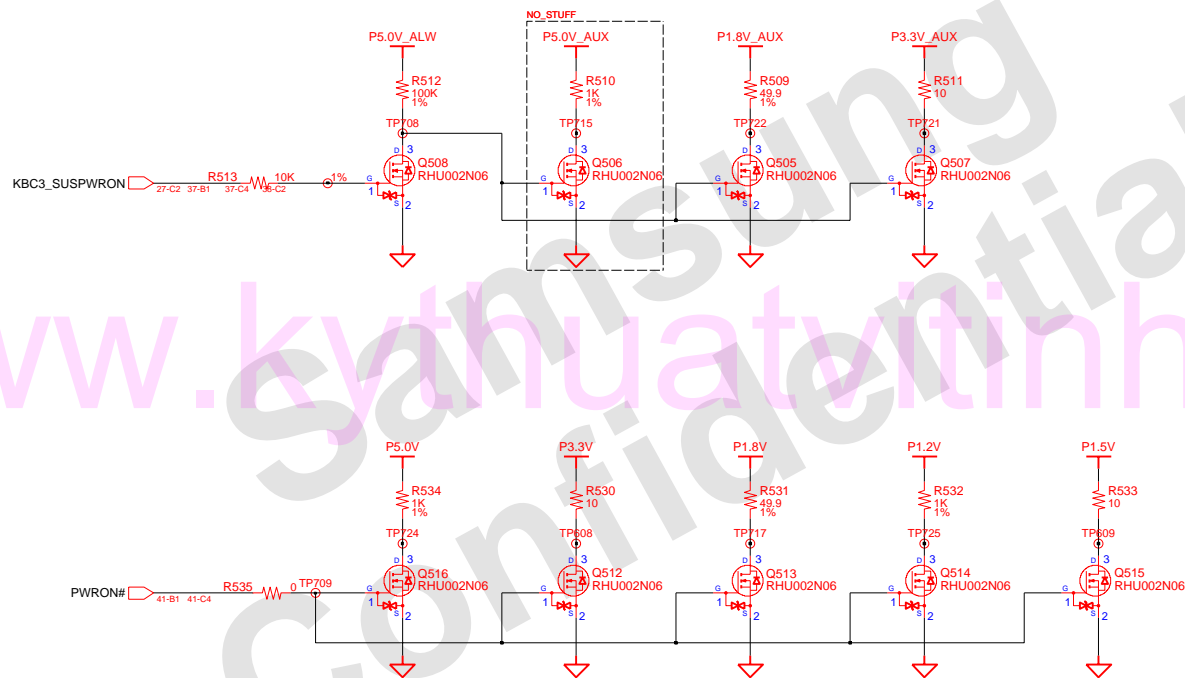 NO_STUFF
P5.0V_ALW P5.0V_AUX P1.8V_AUX P3.3V_AUX
R512 R510 R509 R511
100K 1K 49.9 10
1% 1% 1%
TP708 TP715 TP722 TP721
D 3 D 3 D 3 D 3
Q508 Q506 Q505 Q507
RHU002N06 RHU002N06 RHU002N06 RHU002N06
KBC3_SUSPWRON R513 10K 1% G G G G
27-C2 37-B1 37-C4 38-C2
1 S 2 1 S 2 1 S 2 1 S 2
Samsung
Confidential
www.kythuatvitinh
P5.0V P3.3V P1.8V P1.2V P1.5V
R534 R530 R531 R532 R533
1K 10 49.9 1K 10
1% 1% 1%
TP724 TP608 TP717 TP725 TP609
D 3 D 3 D 3 D 3 D 3
Q516 Q512 Q513 Q514 Q515
RHU002N06 RHU002N06 RHU002N06 RHU002N06 RHU002N06
PWRON# R535 0 TP709 G G G G G
41-B1 41-C4
1 S 2 1 S 2 1 S 2 1 S 2 1 S 2